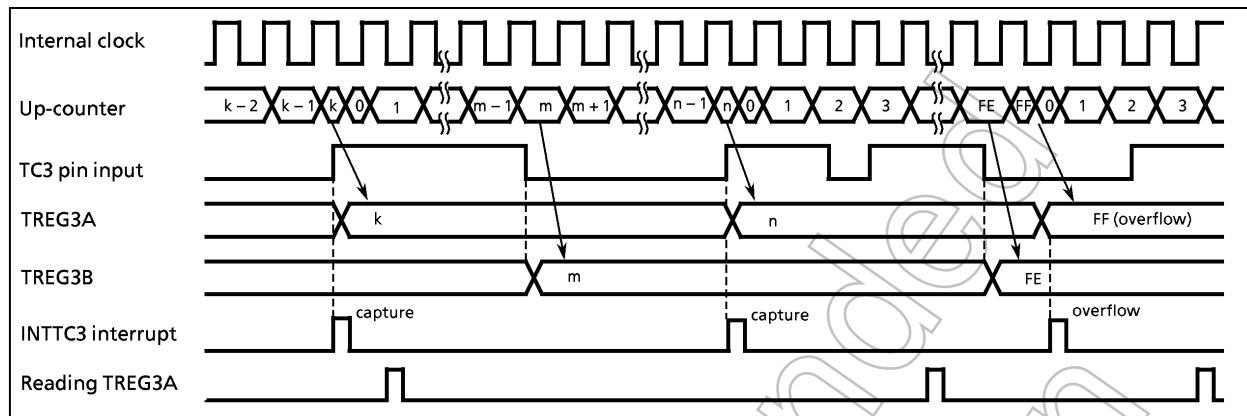 Internal clock
Up-counter k – 2 k – 1 k 0 1 m – 1 m m + 1 n – 1 n 0 1 2 3 FE FF 0 1 2 3
TC3 pin input
TREG3A k n FF (overflow)
TREG3B m FE
INTTC3 interrupt capture capture overflow
Reading TREG3A